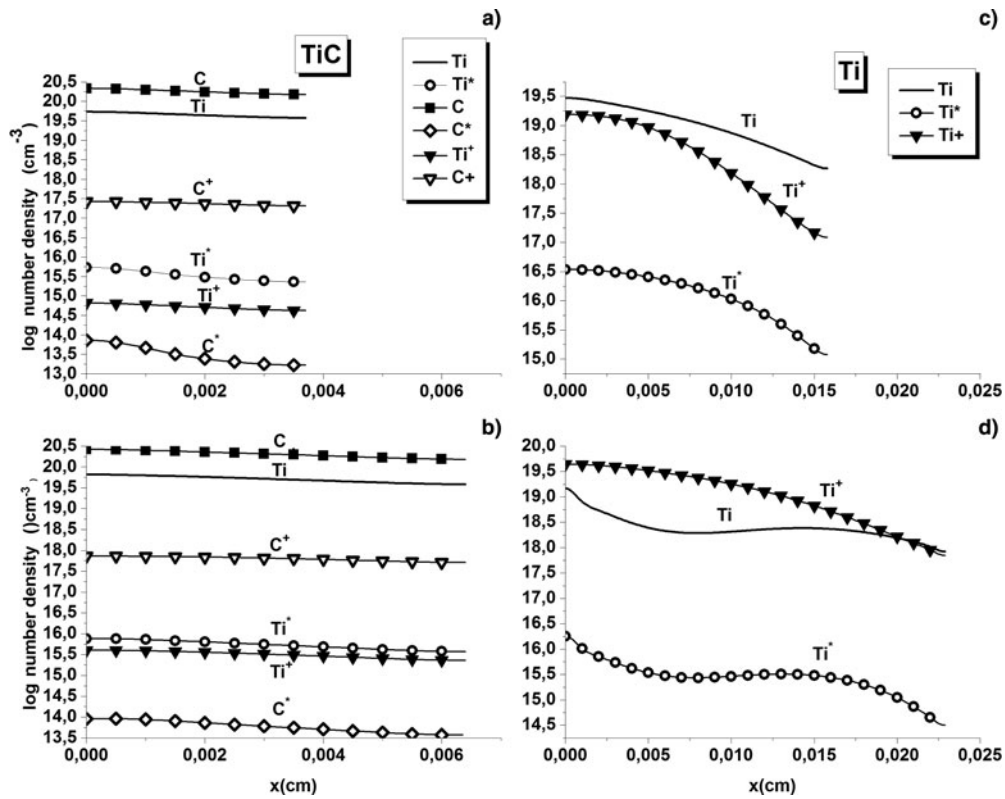 a)
TiC
Ti
Ti*
C
C*
Ti+
C+
log number density (cm-3)
20,5
20,0
19,5
19,0
18,5
18,0
17,5
17,0
16,5
16,0
15,5
15,0
14,5
14,0
13,5
13,0
C
Ti
C+
Ti*
Ti+
C*
0,000
0,002
0,004
0,006
c)
Ti
Ti
Ti*
Ti+
19,5
19,0
18,5
18,0
17,5
17,0
16,5
16,0
15,5
15,0
Ti
Ti+
Ti*
0,000
0,005
0,010
0,015
0,020
0,025
b)
log number density ()cm-3)
20,5
20,0
19,5
19,0
18,5
18,0
17,5
17,0
16,5
16,0
15,5
15,0
14,5
14,0
13,5
C
Ti
C+
Ti*
Ti+
C*
0,000
0,002
0,004
0,006
x(cm)
d)
20,0
19,5
19,0
18,5
18,0
17,5
17,0
16,5
16,0
15,5
15,0
14,5
Ti+
Ti
Ti*
0,000
0,005
0,010
0,015
0,020
0,025
x(cm)